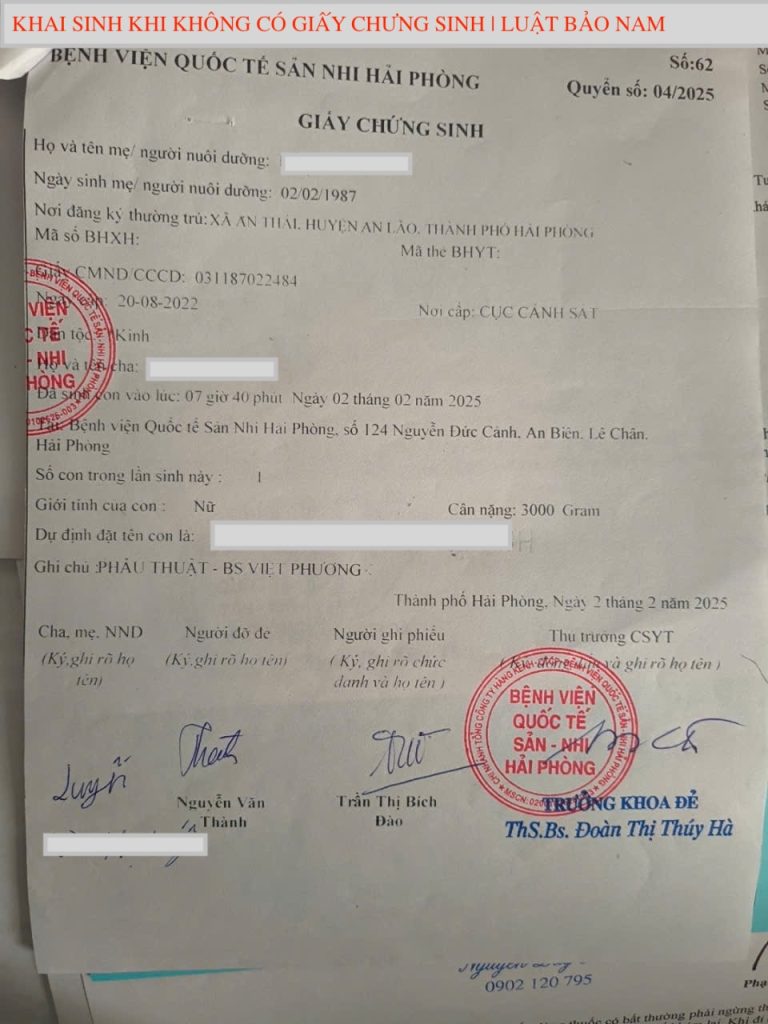 KHAI SINH KHI KHÔNG CÓ GIẤY CHƯNG SINH | LUẬT BẢO NAM
BỆNH VIỆN QUỐC TẾ SẢN NHI HẢI PHÒNG
Số:62
Quyển số: 04/2025
GIẤY CHỨNG SINH
Họ và tên mẹ/ người nuôi dưỡng:
Ngày sinh mẹ/ người nuôi dưỡng: 02/02/1987
Nơi đăng ký thường trú:XÃ AN THÁI, HUYỆN AN LÃO, THÀNH PHỐ HẢI PHÒNG
Mã số BHXH:
Mã thẻ BHYT:
Giấy CMND/CCCD: 031187022484
Ngày cấp: 20-08-2022
Nơi cấp: CỤC CẢNH SÁT
Dân tộc: Kinh
Họ và tên cha:
Đã sinh con vào lúc: 07 giờ 40 phút Ngày 02 tháng 02 năm 2025
Tại: Bệnh viện Quốc tế Sản Nhi Hải Phòng, số 124 Nguyễn Đức Cảnh, An Biên, Lê Chân,
Hải Phòng
Số con trong lần sinh này : 1
Giới tính của con : Nữ
Cân nặng: 3000 Gram
Dự định đặt tên con là:
Ghi chú :PHẪU THUẬT - BS VIỆT PHƯƠNG
Thành phố Hải Phòng, Ngày 2 tháng 2 năm 2025
Cha, mẹ, NND
Người đỡ đẻ
Người ghi phiếu
Thủ trưởng CSYT
(Ký,ghi rõ họ
tên)
(Ký,ghi rõ họ tên)
( Ký, ghi rõ chức
danh và họ tên )
và ghi rõ họ tên )
BỆNH VIỆN
QUỐC TẾ
SẢN - NHI
HẢI PHÒNG
Nguyễn Văn
Thành
Trần Thị Bích
Đào
TRƯỞNG KHOA ĐẺ
ThS.Bs. Đoàn Thị Thúy Hà
0902 120 795